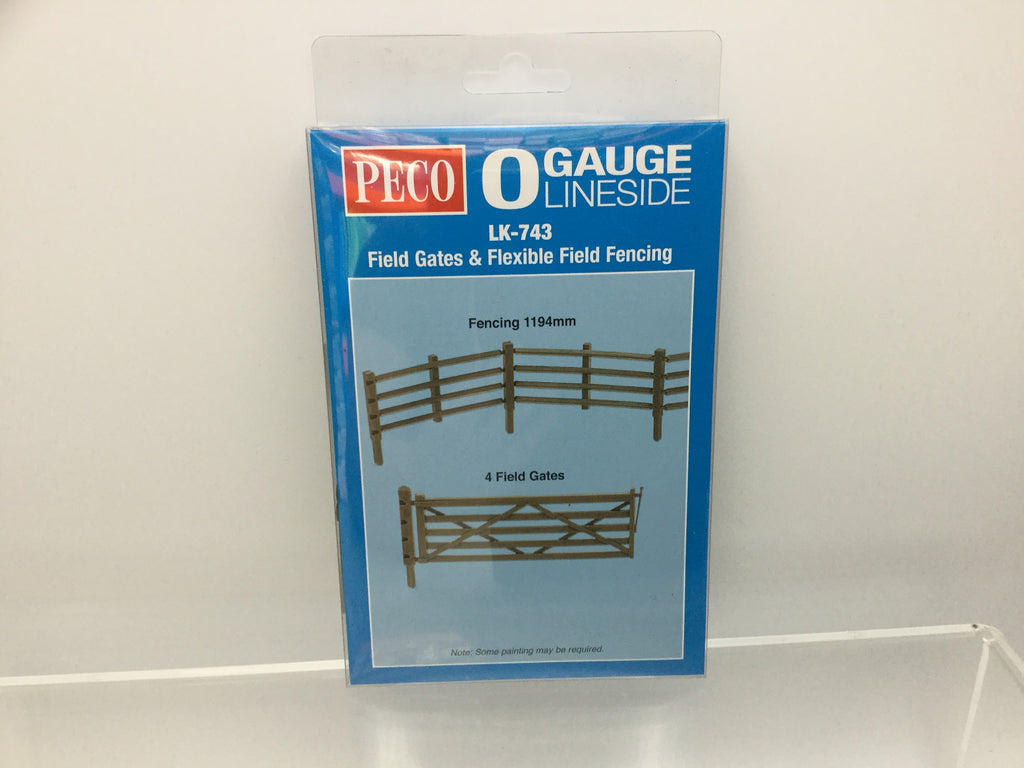 PECO
O GAUGE
LINESIDE
LK-743
Field Gates & Flexible Field Fencing
Fencing 1194mm
4 Field Gates
Note: Some painting may be required.